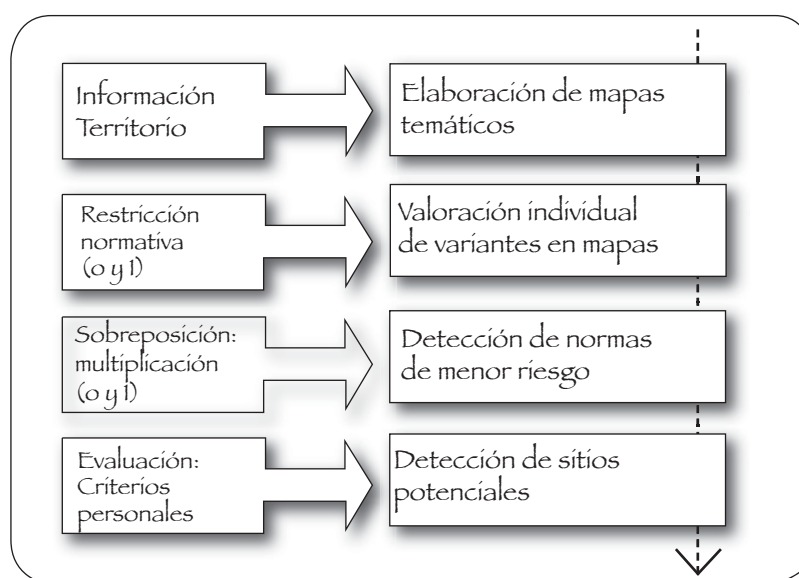 Información
Territorio
Elaboración de mapas
temáticos
Restricción
normativa
(0 y 1)
Valoración individual
de variantes en mapas
Sobreposición:
multiplicación
(0 y 1)
Detección de normas
de menor riesgo
Evaluación:
Criterios
personales
Detección de sitios
potenciales